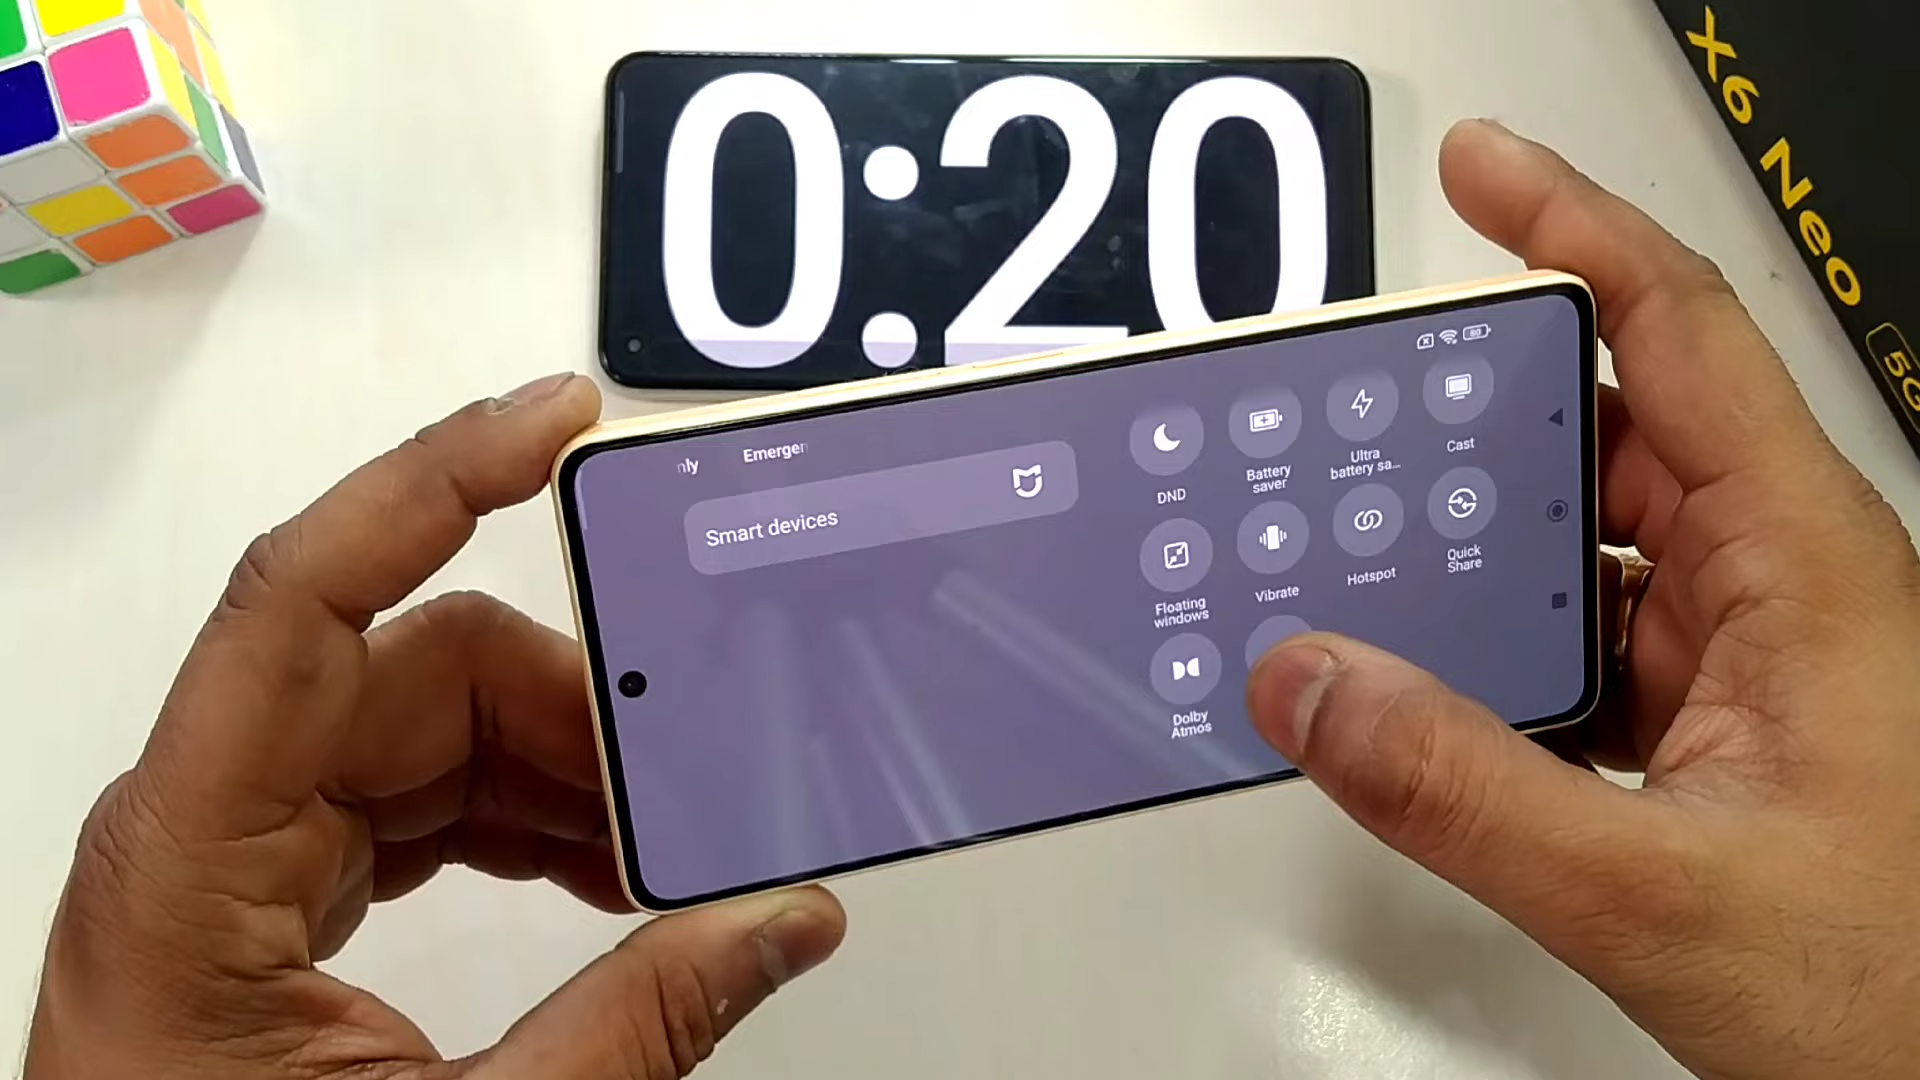 0:20
X6 Neo
5G
nly
Emergen
80
Smart devices
DND
Battery
saver
Ultra
battery sa...
Cast
Floating
windows
Vibrate
Hotspot
Quick
Share
Dolby
Atmos